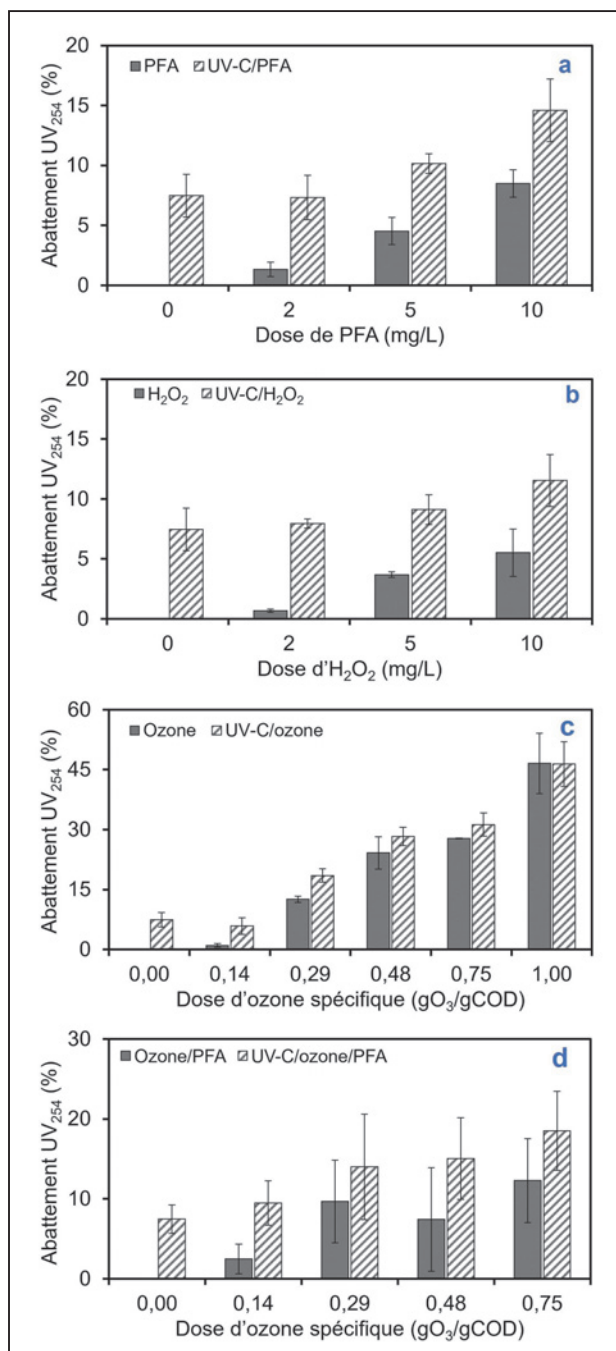 20
15
10
5
0
Abattement UV254 (%)
PFA UV-C/PFA
a
0 2 5 10
Dose de PFA (mg/L)
20
15
10
5
0
Abattement UV254 (%)
H2O2 UV-C/H2O2
b
0 2 5 10
Dose d'H2O2 (mg/L)
60
45
30
15
0
Abattement UV254 (%)
Ozone UV-C/ozone
c
0,00 0,14 0,29 0,48 0,75 1,00
Dose d'ozone spécifique (gO3/gCOD)
30
20
10
0
Abattement UV254 (%)
Ozone/PFA UV-C/ozone/PFA
d
0,00 0,14 0,29 0,48 0,75
Dose d'ozone spécifique (gO3/gCOD)